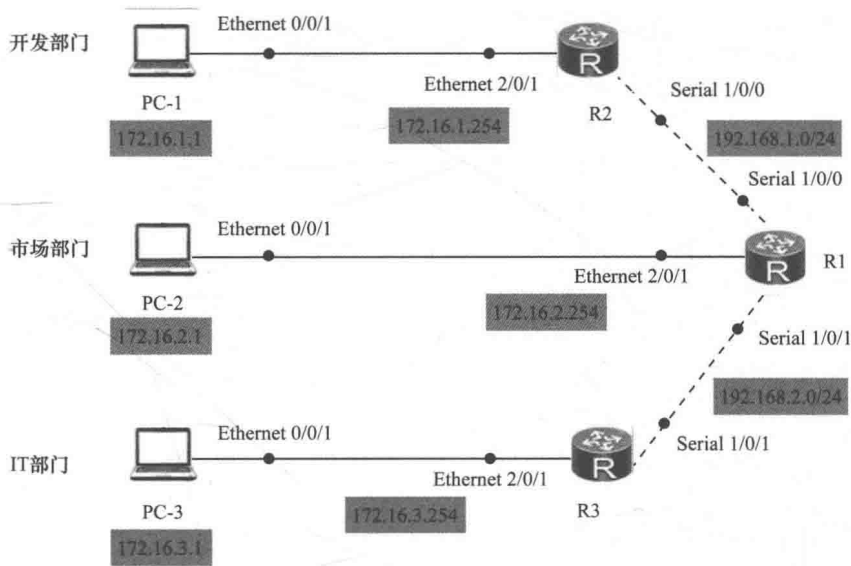 开发部门
Ethernet 0/0/1
Ethernet 2/0/1
PC-1
172.16.1.1
172.16.1.254
R
R2
Serial 1/0/0
192.168.1.0/24
Serial 1/0/0
市场部门
Ethernet 0/0/1
Ethernet 2/0/1
PC-2
172.16.2.1
172.16.2.254
R
R1
Serial 1/0/1
192.168.2.0/24
Serial 1/0/1
IT部门
Ethernet 0/0/1
Ethernet 2/0/1
PC-3
172.16.3.1
172.16.3.254
R
R3